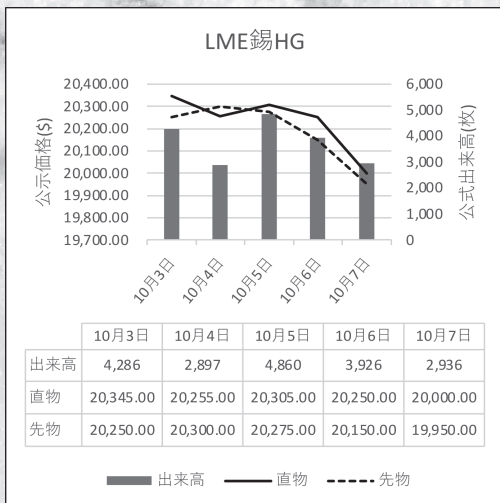 LME錫HG
公示価格($)
公式出来高(枚)
20,400.00
20,300.00
20,200.00
20,100.00
20,000.00
19,900.00
19,800.00
19,700.00
6,000
5,000
4,000
3,000
2,000
1,000
0
10月3日
10月4日
10月5日
10月6日
10月7日
10月3日 10月4日 10月5日 10月6日 10月7日
出来高 4,286 2,897 4,860 3,926 2,936
直物 20,345.00 20,255.00 20,305.00 20,250.00 20,000.00
先物 20,250.00 20,300.00 20,275.00 20,150.00 19,950.00
出来高 直物 先物